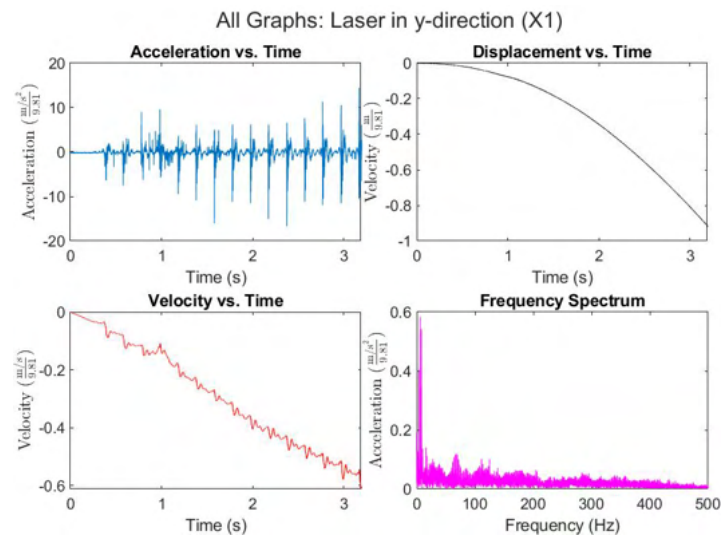 All Graphs: Laser in y-direction (X1)
Acceleration vs. Time
20
10
0
-10
-20
0
1
2
3
Acceleration (m/s²/9.81)
Time (s)
Displacement vs. Time
0
-0.2
-0.4
-0.6
-0.8
-1
0
1
2
3
Velocity (m/9.81)
Time (s)
Velocity vs. Time
0
-0.2
-0.4
-0.6
0
1
2
3
Velocity (m/s/9.81)
Time (s)
Frequency Spectrum
0.6
0.4
0.2
0
0
100
200
300
400
500
Acceleration (m/s²/9.81)
Frequency (Hz)